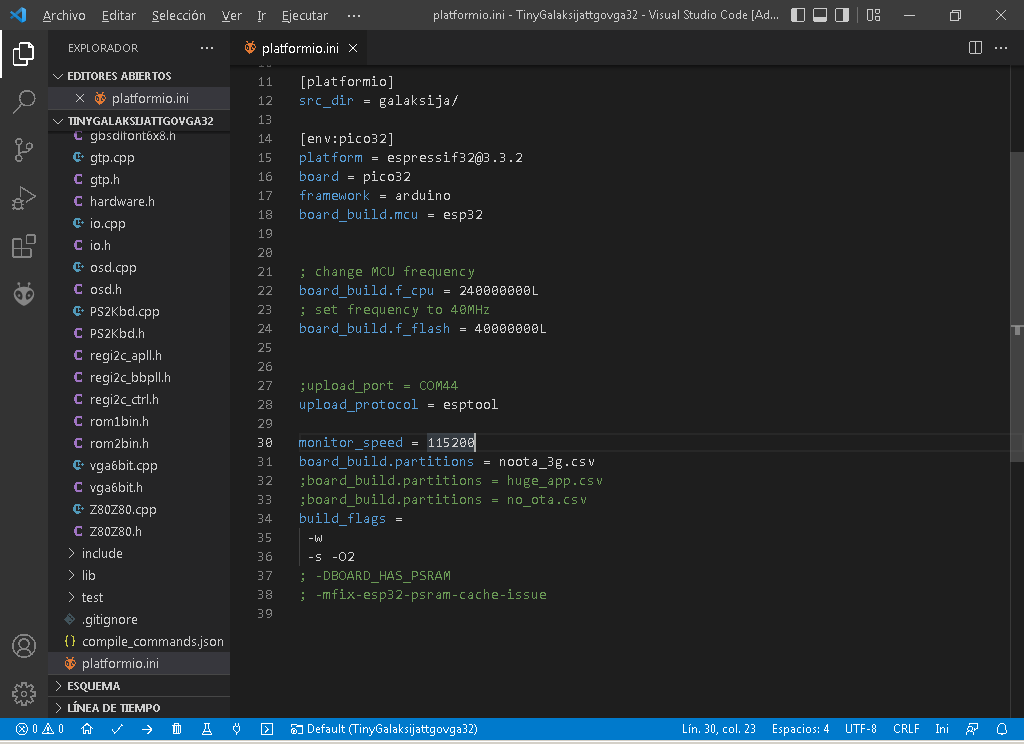 Archivo Editar Selección Ver Ir Ejecutar ··· platformio.ini - TinyGalaksijattgovga32 - Visual Studio Code [Ad...
EXPLORADOR ···
EDITORES ABIERTOS
platformio.ini
TINYGALAKSIJATTGOVGA32
gbsdlfont6x8.h
gtp.cpp
gtp.h
hardware.h
io.cpp
io.h
osd.cpp
osd.h
PS2Kbd.cpp
PS2Kbd.h
regi2c_apll.h
regi2c_bbpll.h
regi2c_ctrl.h
rom1bin.h
rom2bin.h
vga6bit.cpp
vga6bit.h
Z80Z80.cpp
Z80Z80.h
include
lib
test
.gitignore
{} compile_commands.json
platformio.ini
ESQUEMA
LÍNEA DE TIEMPO
platformio.ini
11 [platformio]
12 src_dir = galaksija/
13
14 [env:pico32]
15 platform = espressif32@3.3.2
16 board = pico32
17 framework = arduino
18 board_build.mcu = esp32
19
20
21 ; change MCU frequency
22 board_build.f_cpu = 240000000L
23 ; set frequency to 40MHz
24 board_build.f_flash = 40000000L
25
26
27 ;upload_port = COM44
28 upload_protocol = esptool
29
30 monitor_speed = 115200
31 board_build.partitions = noota_3g.csv
32 ;board_build.partitions = huge_app.csv
33 ;board_build.partitions = no_ota.csv
34 build_flags =
35 -w
36 -s -O2
37 ; -DBOARD_HAS_PSRAM
38 ; -mfix-esp32-psram-cache-issue
39
0 0 Default (TinyGalaksijattgovga32) Lín. 30, col. 23 Espacios: 4 UTF-8 CRLF Ini